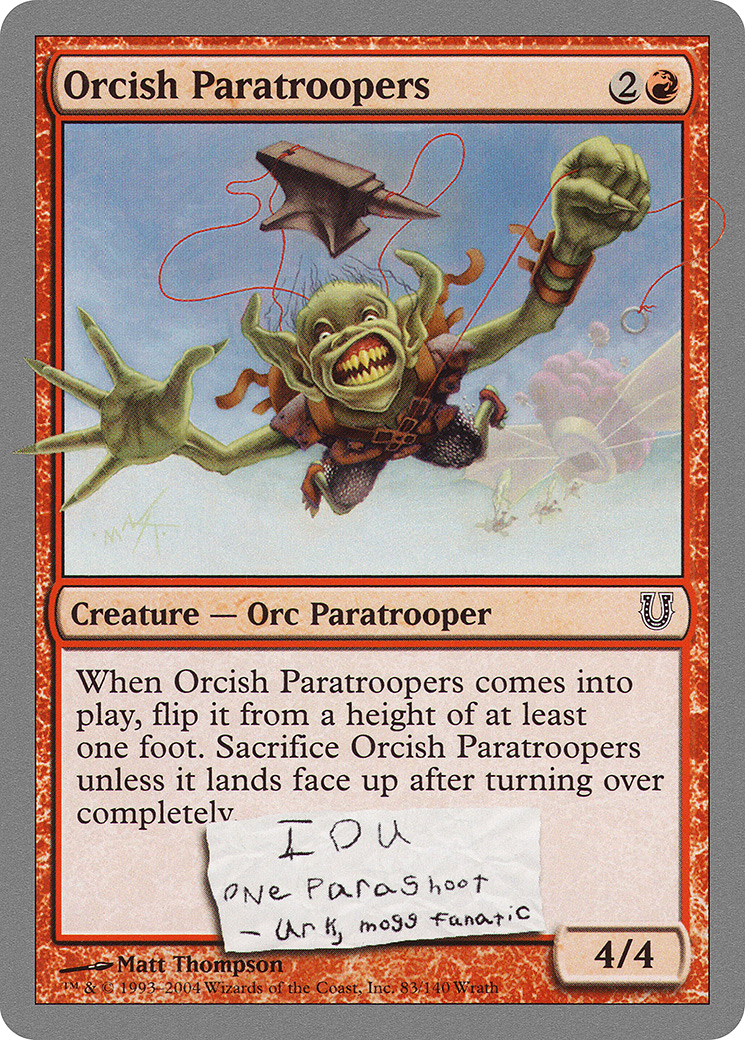 Orcish Paratroopers 2
Creature — Orc Paratrooper
When Orcish Paratroopers comes into
play, flip it from a height of at least
one foot. Sacrifice Orcish Paratroopers
unless it lands face up after turning over
completely.
I O U
ONE Parashoot
– Urk, mogg fanatic
4/4
Matt Thompson
™ & © 1993–2004 Wizards of the Coast, Inc. 83/140 Wrath